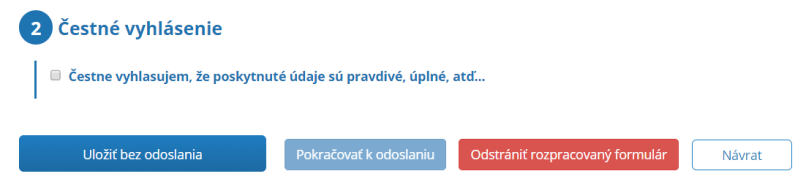 2 Čestné vyhlásenie
Čestne vyhlasujem, že poskytnuté údaje sú pravdivé, úplné, atď...
Uložiť bez odoslania Pokračovať k odoslaniu Odstrániť rozpracovaný formulár Návrat